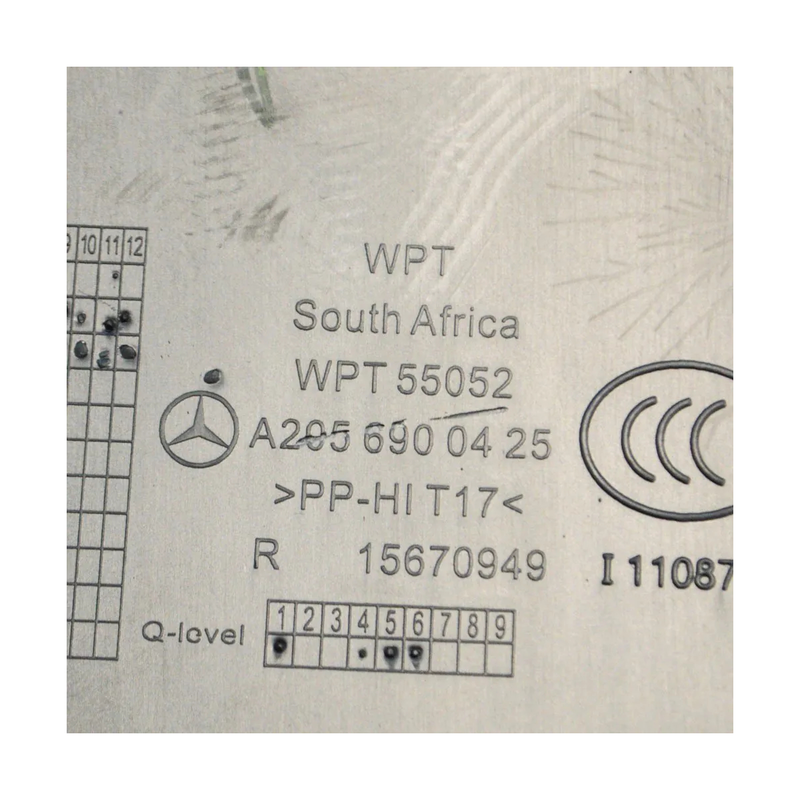 9 10 11 12
WPT
South Africa
WPT 55052
A205 690 04 25
>PP-HI T17<
R 15670949
I 11087
Q-level
1 2 3 4 5 6 7 8 9